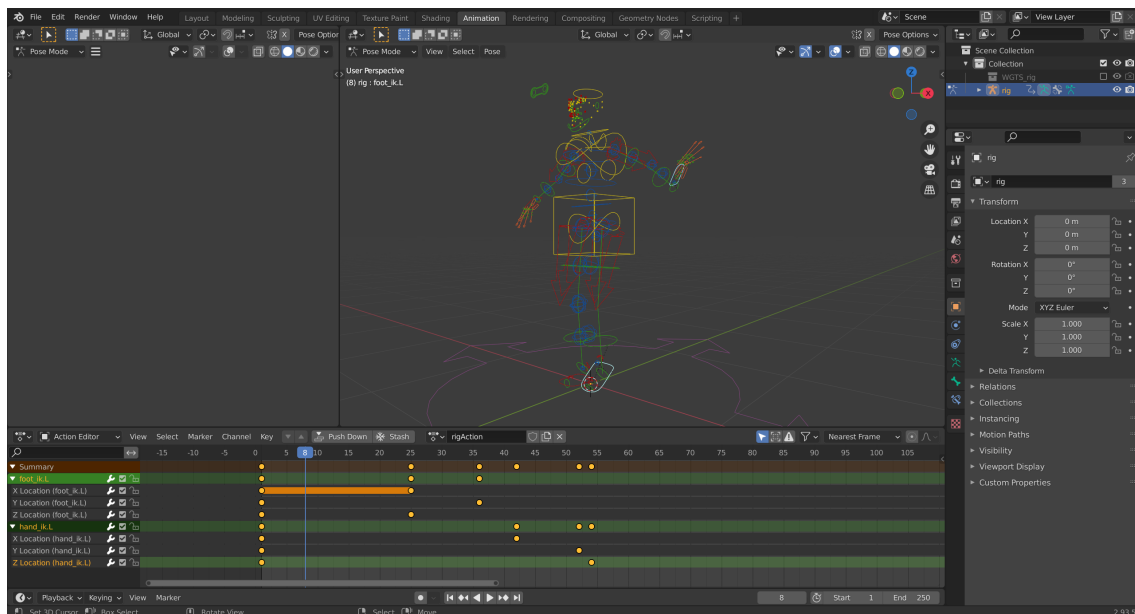 File Edit Render Window Help Layout Modeling Sculpting UV Editing Texture Paint Shading Animation Rendering Compositing Geometry Nodes Scripting + Scene View Layer
Global Pose Option Global Pose Options
Pose Mode Pose Mode View Select Pose
User Perspective
(8) rig : foot_ik.L
Z
X
Scene Collection
Collection
WGTS_rig
rig
rig
rig 3
Transform
Location X 0 m
Y 0 m
Z 0 m
Rotation X 0°
Y 0°
Z 0°
Mode XYZ Euler
Scale X 1.000
Y 1.000
Z 1.000
Delta Transform
Relations
Collections
Instancing
Motion Paths
Visibility
Viewport Display
Custom Properties
Action Editor View Select Marker Channel Key Push Down Stash rigAction Nearest Frame
-15 -10 -5 0 5 8 10 15 20 25 30 35 40 45 50 55 60 65 70 75 80 85 90 95 100 105
Summary
foot_ik.L
X Location (foot_ik.L)
Y Location (foot_ik.L)
Z Location (foot_ik.L)
hand_ik.L
X Location (hand_ik.L)
Y Location (hand_ik.L)
Z Location (hand_ik.L)
Playback Keying View Marker 8 Start 1 End 250
Set 3D Cursor Box Select Rotate View Select Move